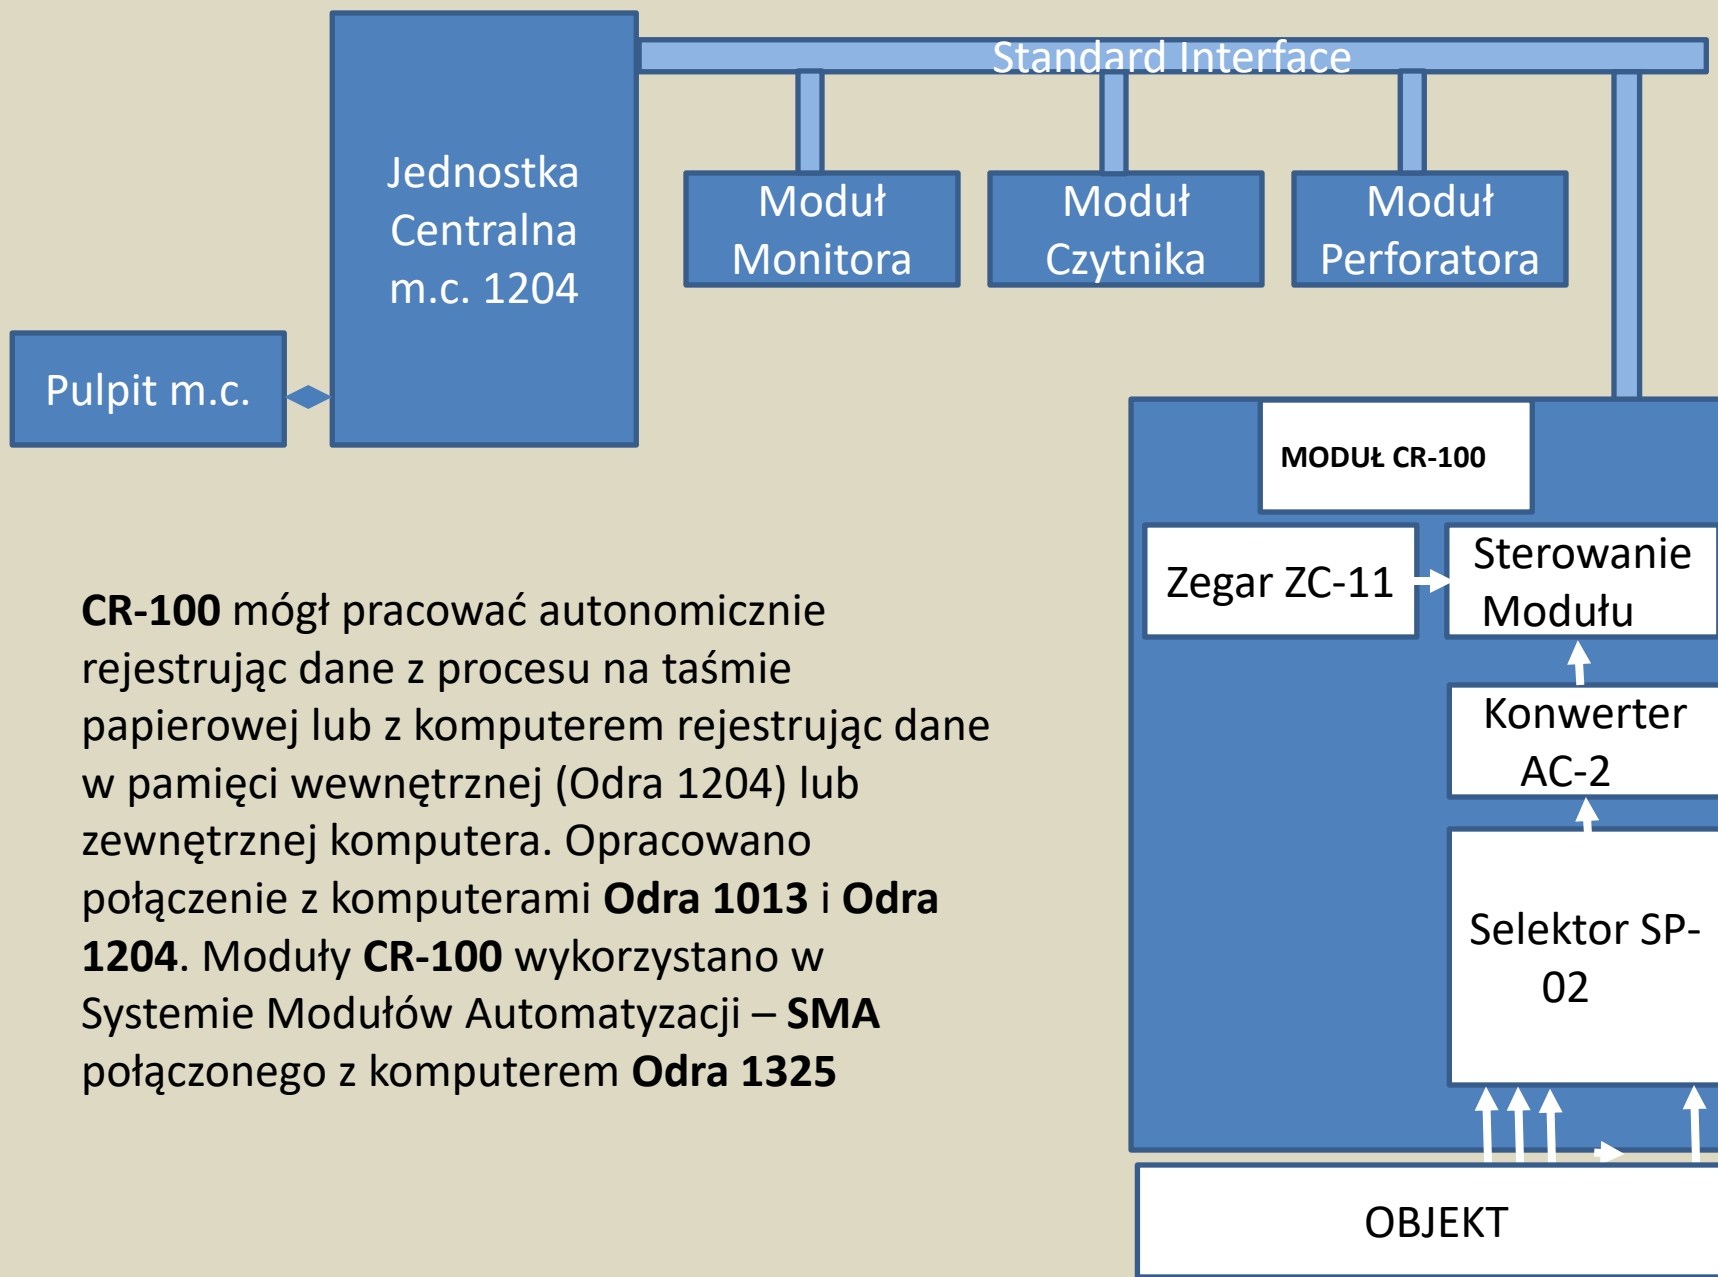 Standard Interface
Jednostka
Centralna
m.c. 1204
Moduł
Monitora
Moduł
Czytnika
Moduł
Perforatora
Pulpit m.c.
MODUŁ CR-100
Zegar ZC-11
Sterowanie
Modułu
Konwerter
AC-2
Selektor SP-
02
OBJEKT
CR-100 mógł pracować autonomicznie
rejestrując dane z procesu na taśmie
papierowej lub z komputerem rejestrując dane
w pamięci wewnętrznej (Odra 1204) lub
zewnętrznej komputera. Opracowano
połączenie z komputerami Odra 1013 i Odra
1204. Moduły CR-100 wykorzystano w
Systemie Modułów Automatyzacji – SMA
połączonego z komputerem Odra 1325